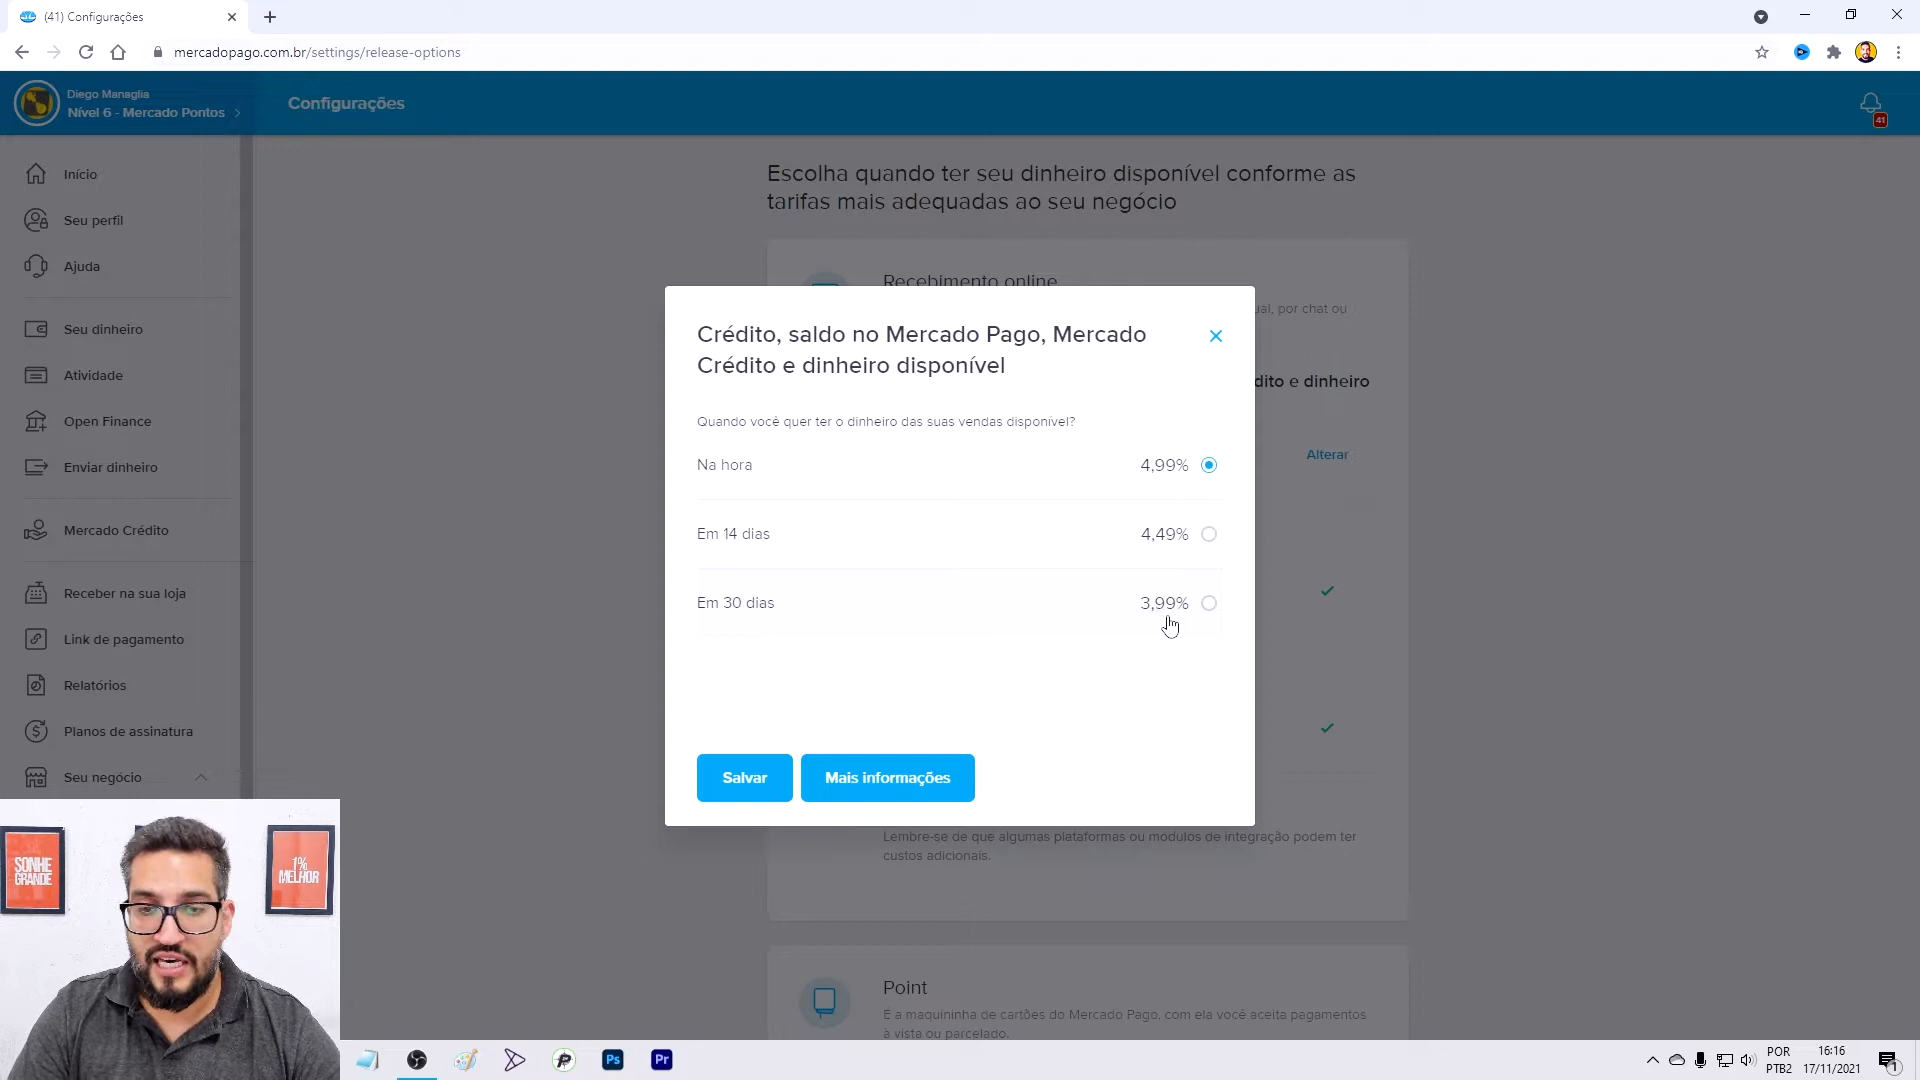 (41) Configurações
mercadopago.com.br/settings/release-options
Diego Managlia
Nível 6 - Mercado Pontos
Configurações
41
Início
Seu perfil
Ajuda
Seu dinheiro
Atividade
Open Finance
Enviar dinheiro
Mercado Crédito
Receber na sua loja
Link de pagamento
Relatórios
Planos de assinatura
Seu negócio
Escolha quando ter seu dinheiro disponível conforme as
tarifas mais adequadas ao seu negócio
Recebimento online
ual, por chat ou
dito e dinheiro
Alterar
Crédito, saldo no Mercado Pago, Mercado
Crédito e dinheiro disponível
Quando você quer ter o dinheiro das suas vendas disponível?
Na hora 4,99%
Em 14 dias 4,49%
Em 30 dias 3,99%
Salvar
Mais informações
Lembre-se de que algumas plataformas ou módulos de integração podem ter
custos adicionais.
Point
É a maquininha de cartões do Mercado Pago, com ela você aceita pagamentos
à vista ou parcelado.
SONHE
GRANDE
1%
MELHOR
Ps
Pr
POR
PTB2
16:16
17/11/2021
1